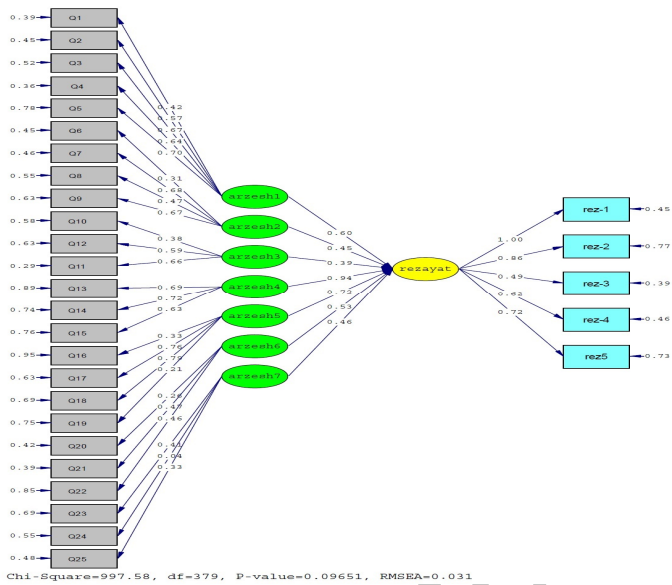 0.39 Q1
0.45 Q2
0.52 Q3
0.36 Q4
0.78 Q5
0.45 Q6
0.46 Q7
0.55 Q8
0.63 Q9
0.58 Q10
0.63 Q12
0.29 Q11
0.89 Q13
0.74 Q14
0.76 Q15
0.95 Q16
0.63 Q17
0.69 Q18
0.75 Q19
0.42 Q20
0.39 Q21
0.85 Q22
0.69 Q23
0.55 Q24
0.48 Q25
0.42
0.57
0.67
0.64
0.70
0.31
0.68
0.47
0.67
0.38
0.59
0.66
0.69
0.72
0.63
0.33
0.76
0.79
0.21
0.47
0.46
0.41
0.04
0.33
arzesh1
arzesh2
arzesh3
arzesh4
arzesh5
arzesh6
arzesh7
0.60
0.45
0.39
0.94
0.72
0.53
0.46
rezayat
1.00
0.86
0.49
0.62
0.72
rez-1 0.45
rez-2 0.77
rez-3 0.39
rez-4 0.46
rez5 0.73
Chi-Square=997.58, df=379, P-value=0.09651, RMSEA=0.031